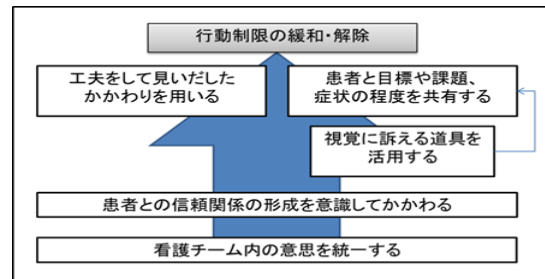 行動制限の緩和・解除
工夫をして見いだした
かかわりを用いる
患者と目標や課題、
症状の程度を共有する
視覚に訴える道具を
活用する
患者との信頼関係の形成を意識してかかわる
看護チーム内の意思を統一する